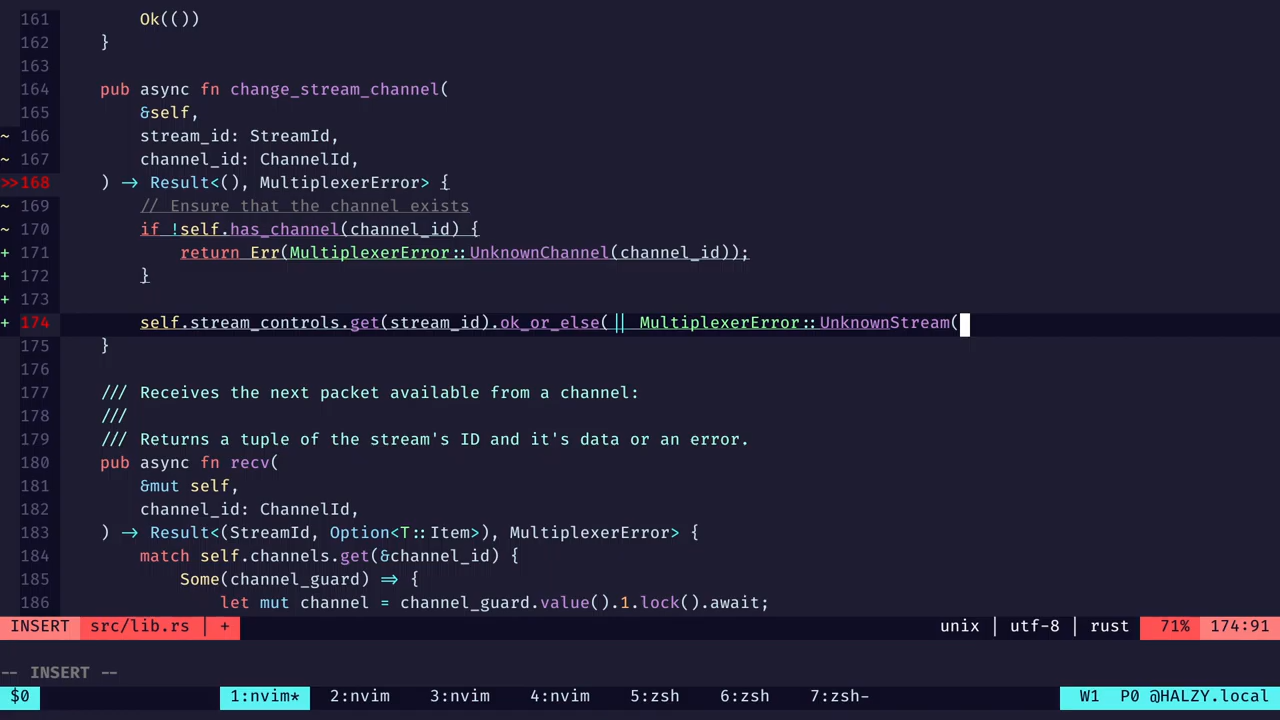 161         Ok(())
162     }
163
164     pub async fn change_stream_channel(
165         &self,
~ 166         stream_id: StreamId,
~ 167         channel_id: ChannelId,
>>168     ) -> Result<(), MultiplexerError> {
~ 169         // Ensure that the channel exists
~ 170         if !self.has_channel(channel_id) {
+ 171             return Err(MultiplexerError::UnknownChannel(channel_id));
+ 172         }
+ 173
+ 174         self.stream_controls.get(stream_id).ok_or_else( || MultiplexerError::UnknownStream(
175     }
176
177     /// Receives the next packet available from a channel:
178     ///
179     /// Returns a tuple of the stream's ID and it's data or an error.
180     pub async fn recv(
181         &mut self,
182         channel_id: ChannelId,
183     ) -> Result<(StreamId, Option<T::Item>), MultiplexerError> {
184         match self.channels.get(&channel_id) {
185             Some(channel_guard) => {
186                 let mut channel = channel_guard.value().1.lock().await;
INSERT src/lib.rs | + unix | utf-8 | rust 71% 174:91
-- INSERT --
$0 1:nvim* 2:nvim 3:nvim 4:nvim 5:zsh 6:zsh 7:zsh- W1 P0 @HALZY.local